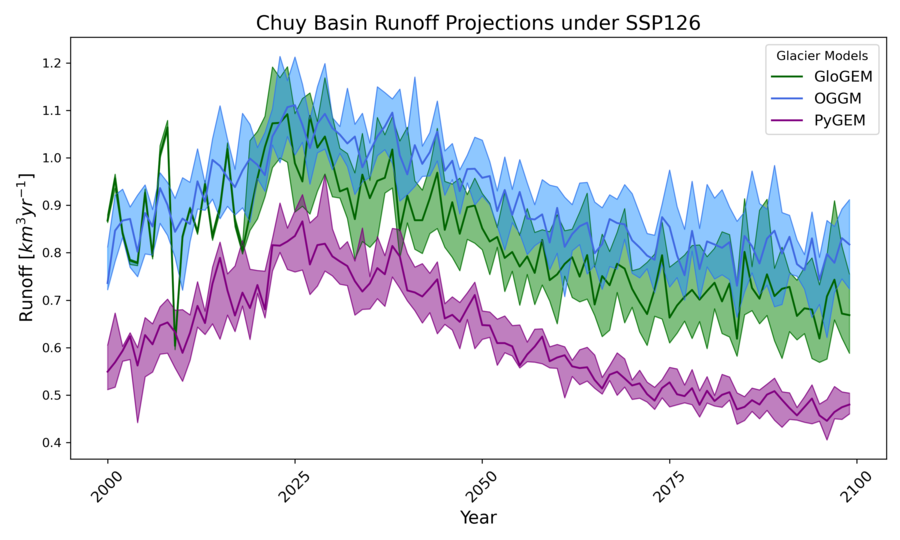 Chuy Basin Runoff Projections under SSP126
Glacier Models
GloGEM
OGGM
PyGEM
Runoff [km³yr⁻¹]
1.2
1.1
1.0
0.9
0.8
0.7
0.6
0.5
0.4
2000
2025
2050
2075
2100
Year